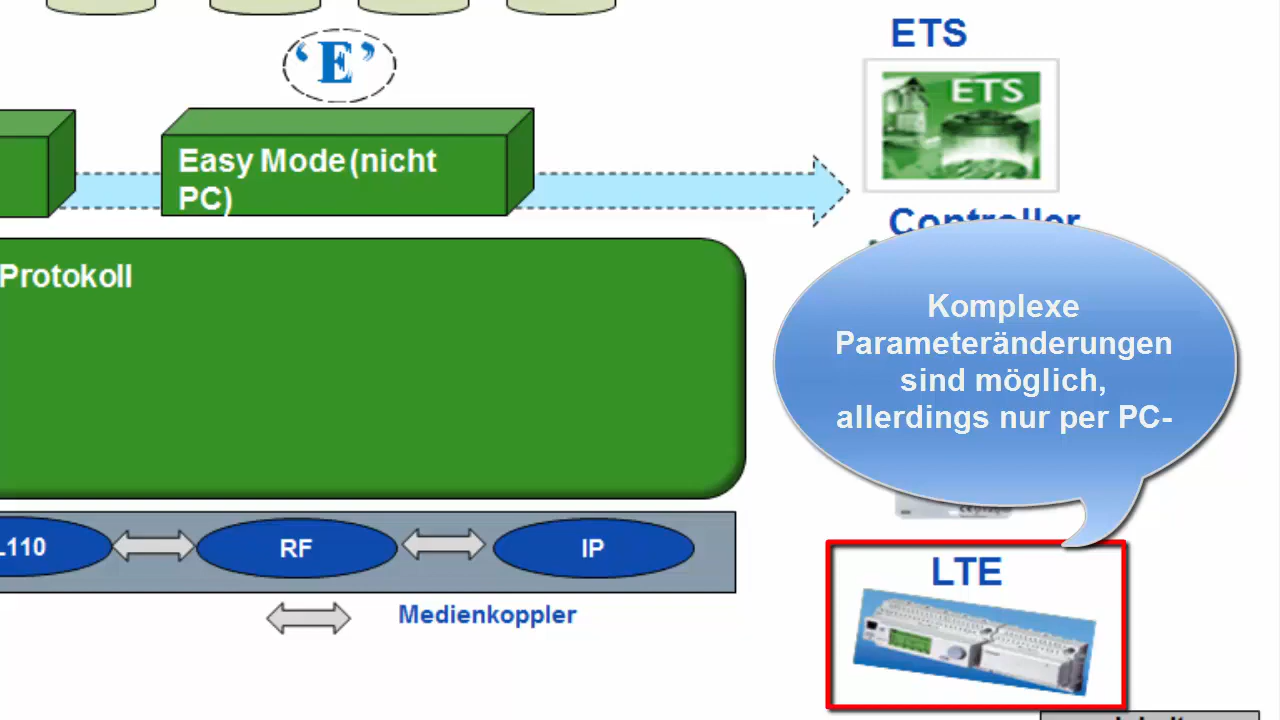 ETS
‘E’
ETS
Easy Mode (nicht
PC)
Controller
Protokoll
Komplexe
Parameteränderungen
sind möglich,
allerdings nur per PC-
L110
RF
IP
LTE
Medienkoppler